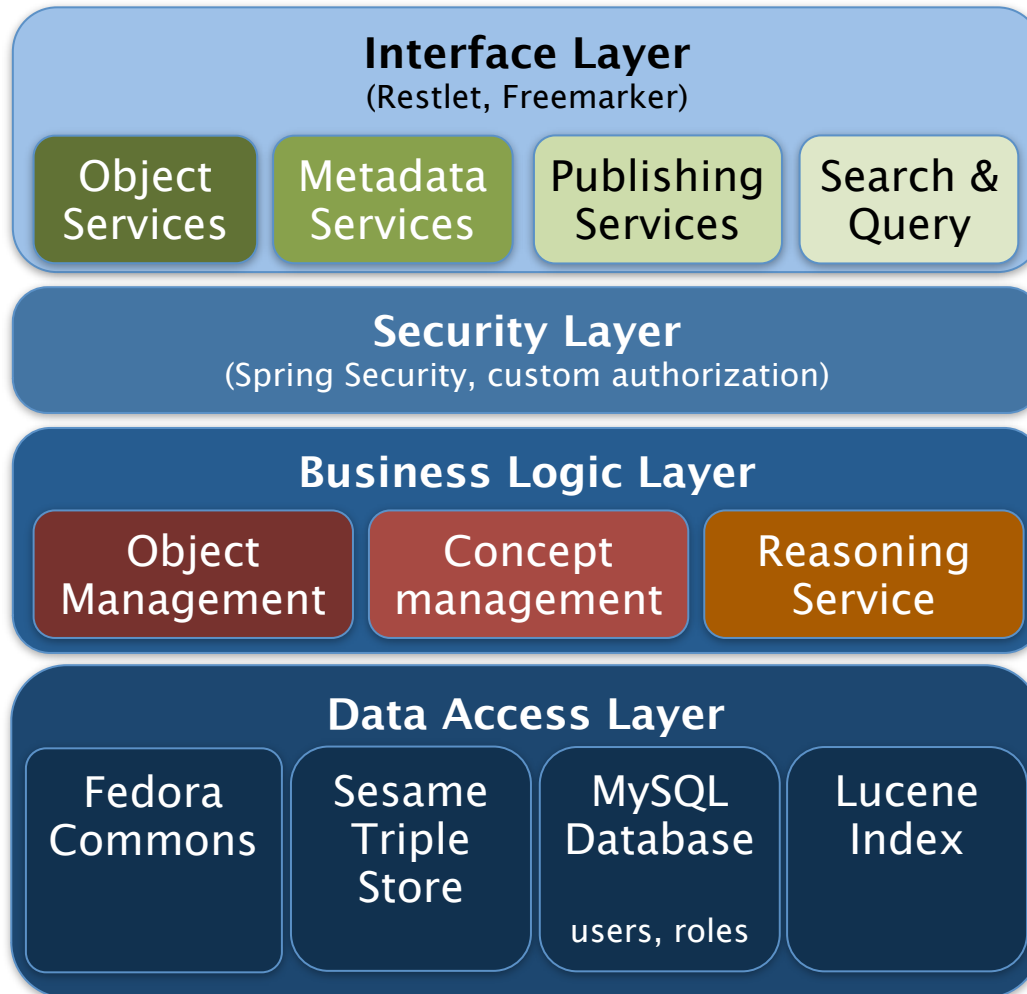 Interface Layer
(Restlet, Freemarker)
Object
Services
Metadata
Services
Publishing
Services
Search &
Query
Security Layer
(Spring Security, custom authorization)
Business Logic Layer
Object
Management
Concept
management
Reasoning
Service
Data Access Layer
Fedora
Commons
Sesame
Triple
Store
MySQL
Database
users, roles
Lucene
Index